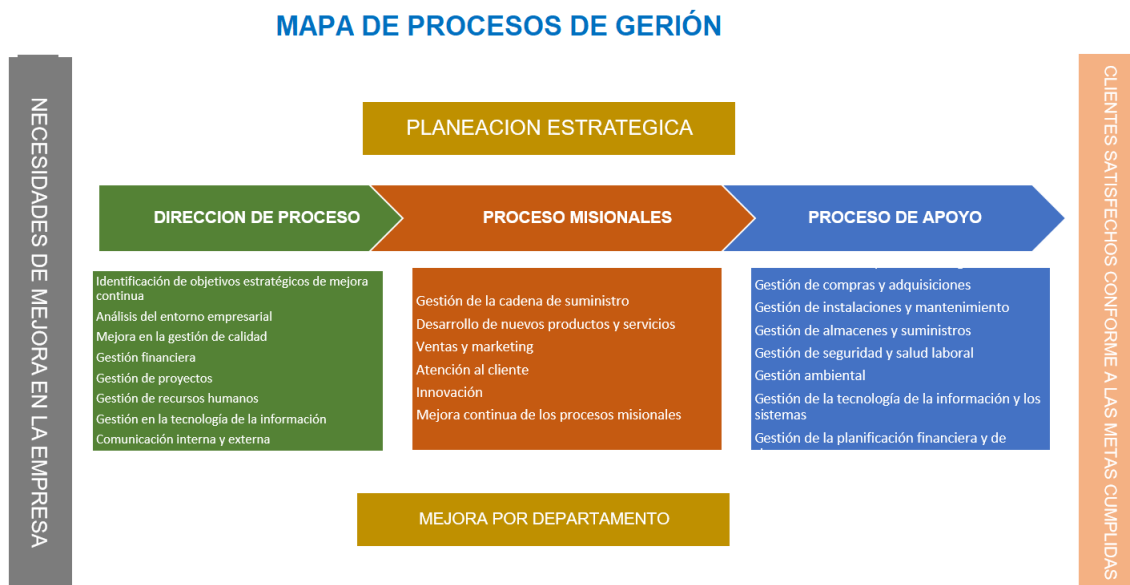 MAPA DE PROCESOS DE GERIÓN
NECESIDADES DE MEJORA EN LA EMPRESA
PLANEACION ESTRATEGICA
DIRECCION DE PROCESO
Identificación de objetivos estratégicos de mejora
continua
Análisis del entorno empresarial
Mejora en la gestión de calidad
Gestión financiera
Gestión de proyectos
Gestión de recursos humanos
Gestión en la tecnología de la información
Comunicación interna y externa
PROCESO MISIONALES
Gestión de la cadena de suministro
Desarrollo de nuevos productos y servicios
Ventas y marketing
Atención al cliente
Innovación
Mejora continua de los procesos misionales
PROCESO DE APOYO
Gestión de compras y adquisiciones
Gestión de instalaciones y mantenimiento
Gestión de almacenes y suministros
Gestión de seguridad y salud laboral
Gestión ambiental
Gestión de la tecnología de la información y los
sistemas
Gestión de la planificación financiera y de
MEJORA POR DEPARTAMENTO
CLIENTES SATISFECHOS CONFORME A LAS METAS CUMPLIDAS